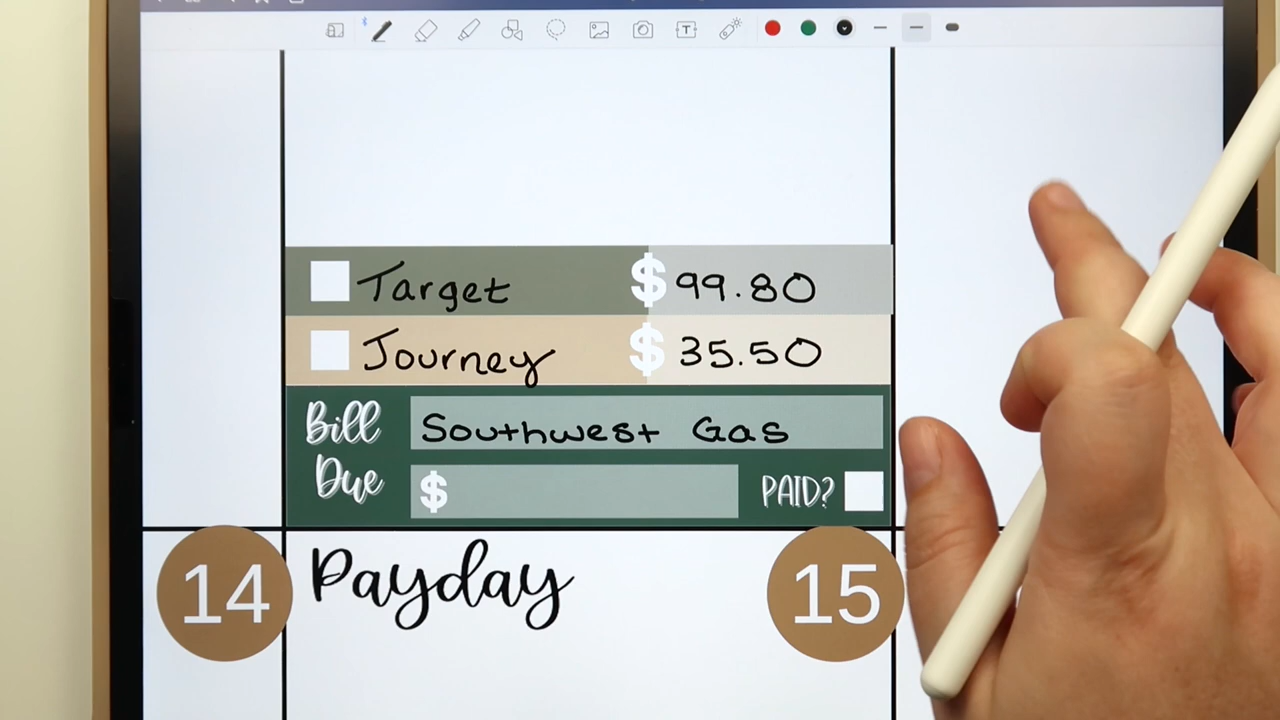 T
Target $ 99.80
Journey $ 35.50
Bill Due Southwest Gas
$ PAID?
14 Payday 15